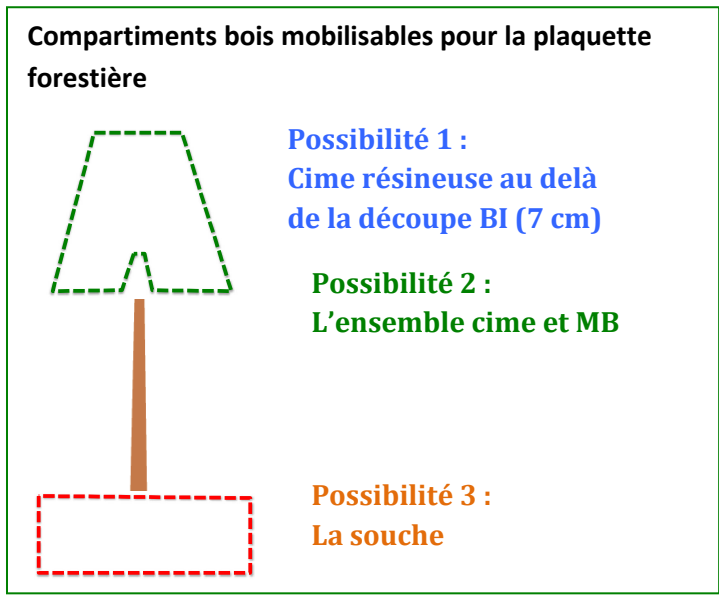 Compartiments bois mobilisables pour la plaquette
forestière
Possibilité 1 :
Cime résineuse au delà
de la découpe BI (7 cm)
Possibilité 2 :
L’ensemble cime et MB
Possibilité 3 :
La souche